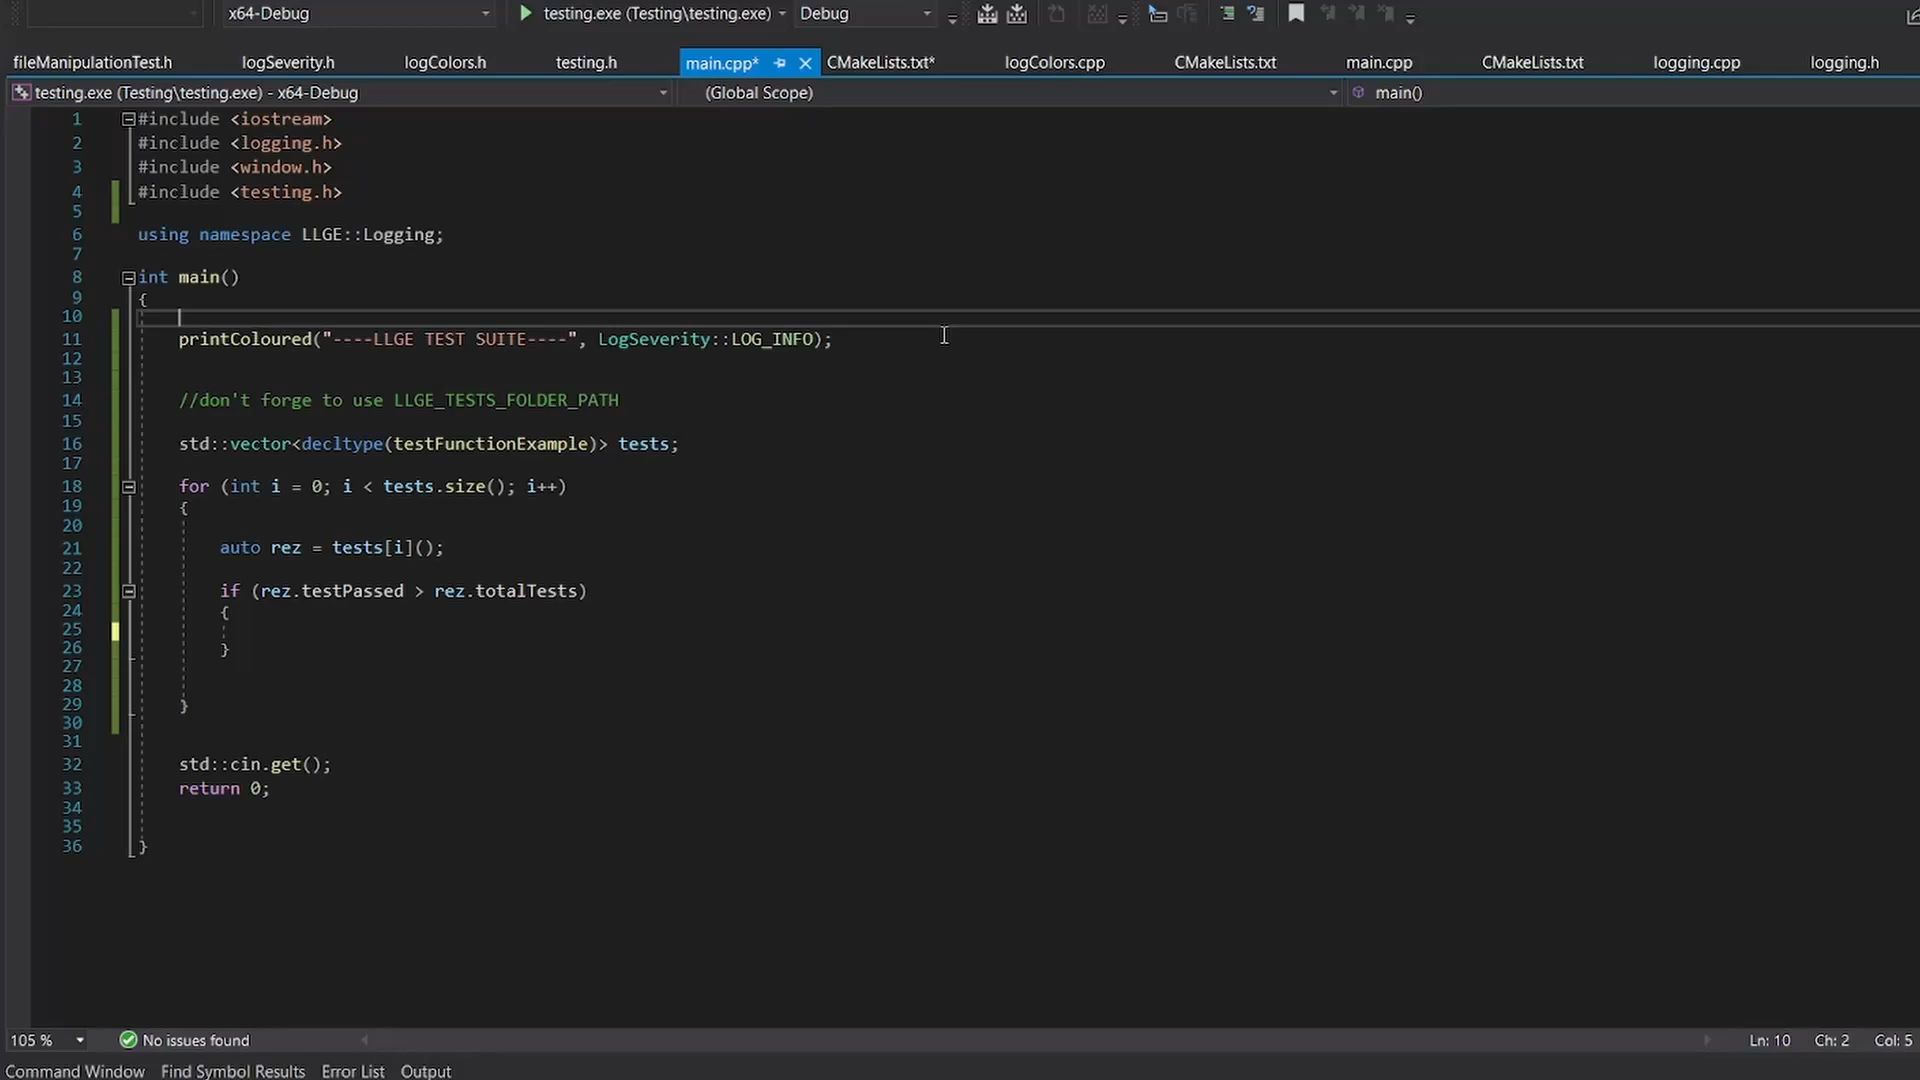 x64-Debug testing.exe (Testing\testing.exe) Debug
fileManipulationTest.h logSeverity.h logColors.h testing.h main.cpp* CMakeLists.txt* logColors.cpp CMakeLists.txt main.cpp CMakeLists.txt logging.cpp logging.h
testing.exe (Testing\testing.exe) - x64-Debug (Global Scope) main()
1 #include <iostream>
2 #include <logging.h>
3 #include <window.h>
4 #include <testing.h>
5
6 using namespace LLGE::Logging;
7
8 int main()
9 {
10
11 printColoured("----LLGE TEST SUITE----", LogSeverity::LOG_INFO);
12
13
14 //don't forge to use LLGE_TESTS_FOLDER_PATH
15
16 std::vector<decltype(testFunctionExample)> tests;
17
18 for (int i = 0; i < tests.size(); i++)
19 {
20
21 auto rez = tests[i]();
22
23 if (rez.testPassed > rez.totalTests)
24 {
25
26 }
27
28
29 }
30
31
32 std::cin.get();
33 return 0;
34
35
36 }
105 % No issues found Ln: 10 Ch: 2 Col: 5
Command Window Find Symbol Results Error List Output